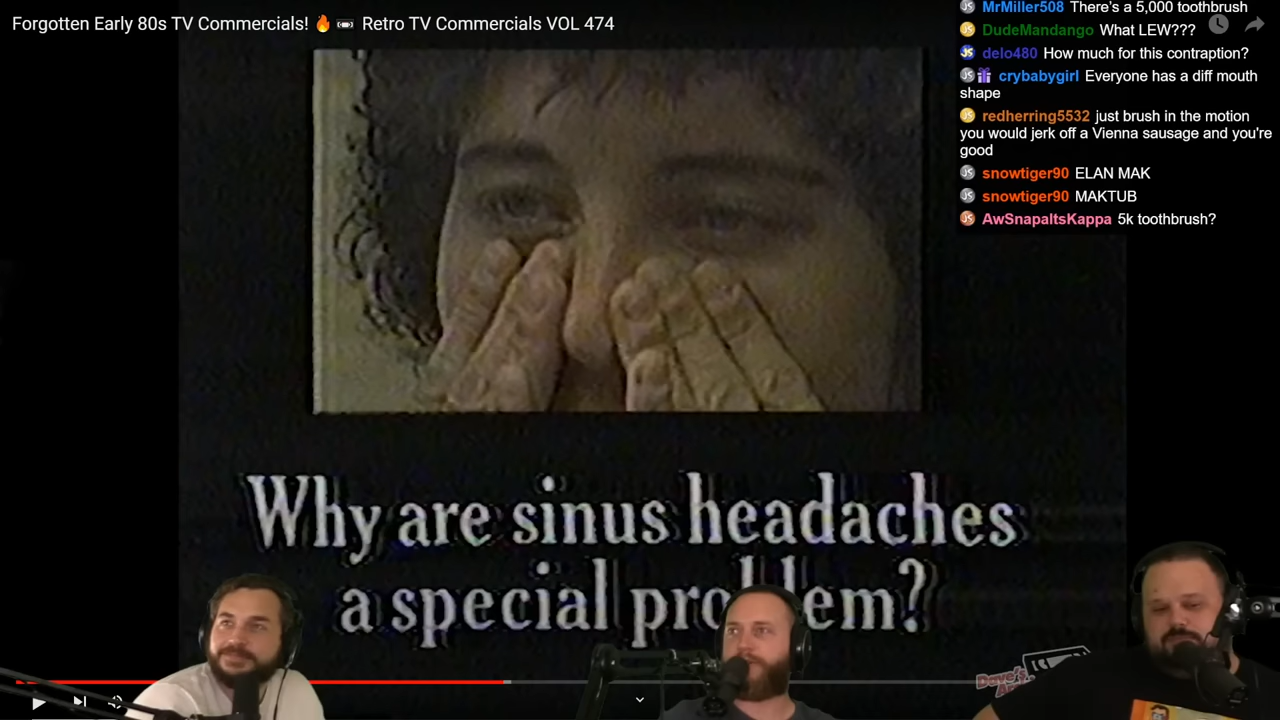 Forgotten Early 80s TV Commercials! 🔥 📼 Retro TV Commercials VOL 474
MrMiller508 There's a 5,000 toothbrush
DudeMandango What LEW???
delo480 How much for this contraption?
crybabygirl Everyone has a diff mouth
shape
redherring5532 just brush in the motion
you would jerk off a Vienna sausage and you're
good
snowtiger90 ELAN MAK
snowtiger90 MAKTUB
AwSnapaItsKappa 5k toothbrush?
Why are sinus headaches
a special problem?
Dave's